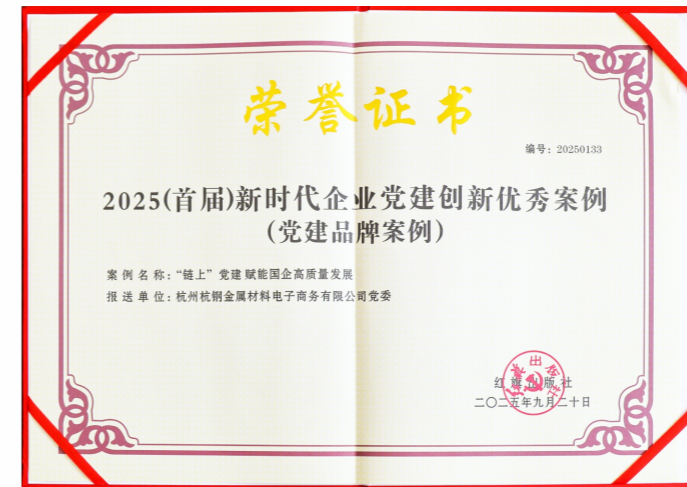 荣誉证书
编号：20250133
2025(首届)新时代企业党建创新优秀案例
(党建品牌案例)
案例名称：“链上”党建 赋能国企高质量发展
报送单位：杭州杭钢金属材料电子商务有限公司党委
红旗出版社
二〇二五年九月二十日